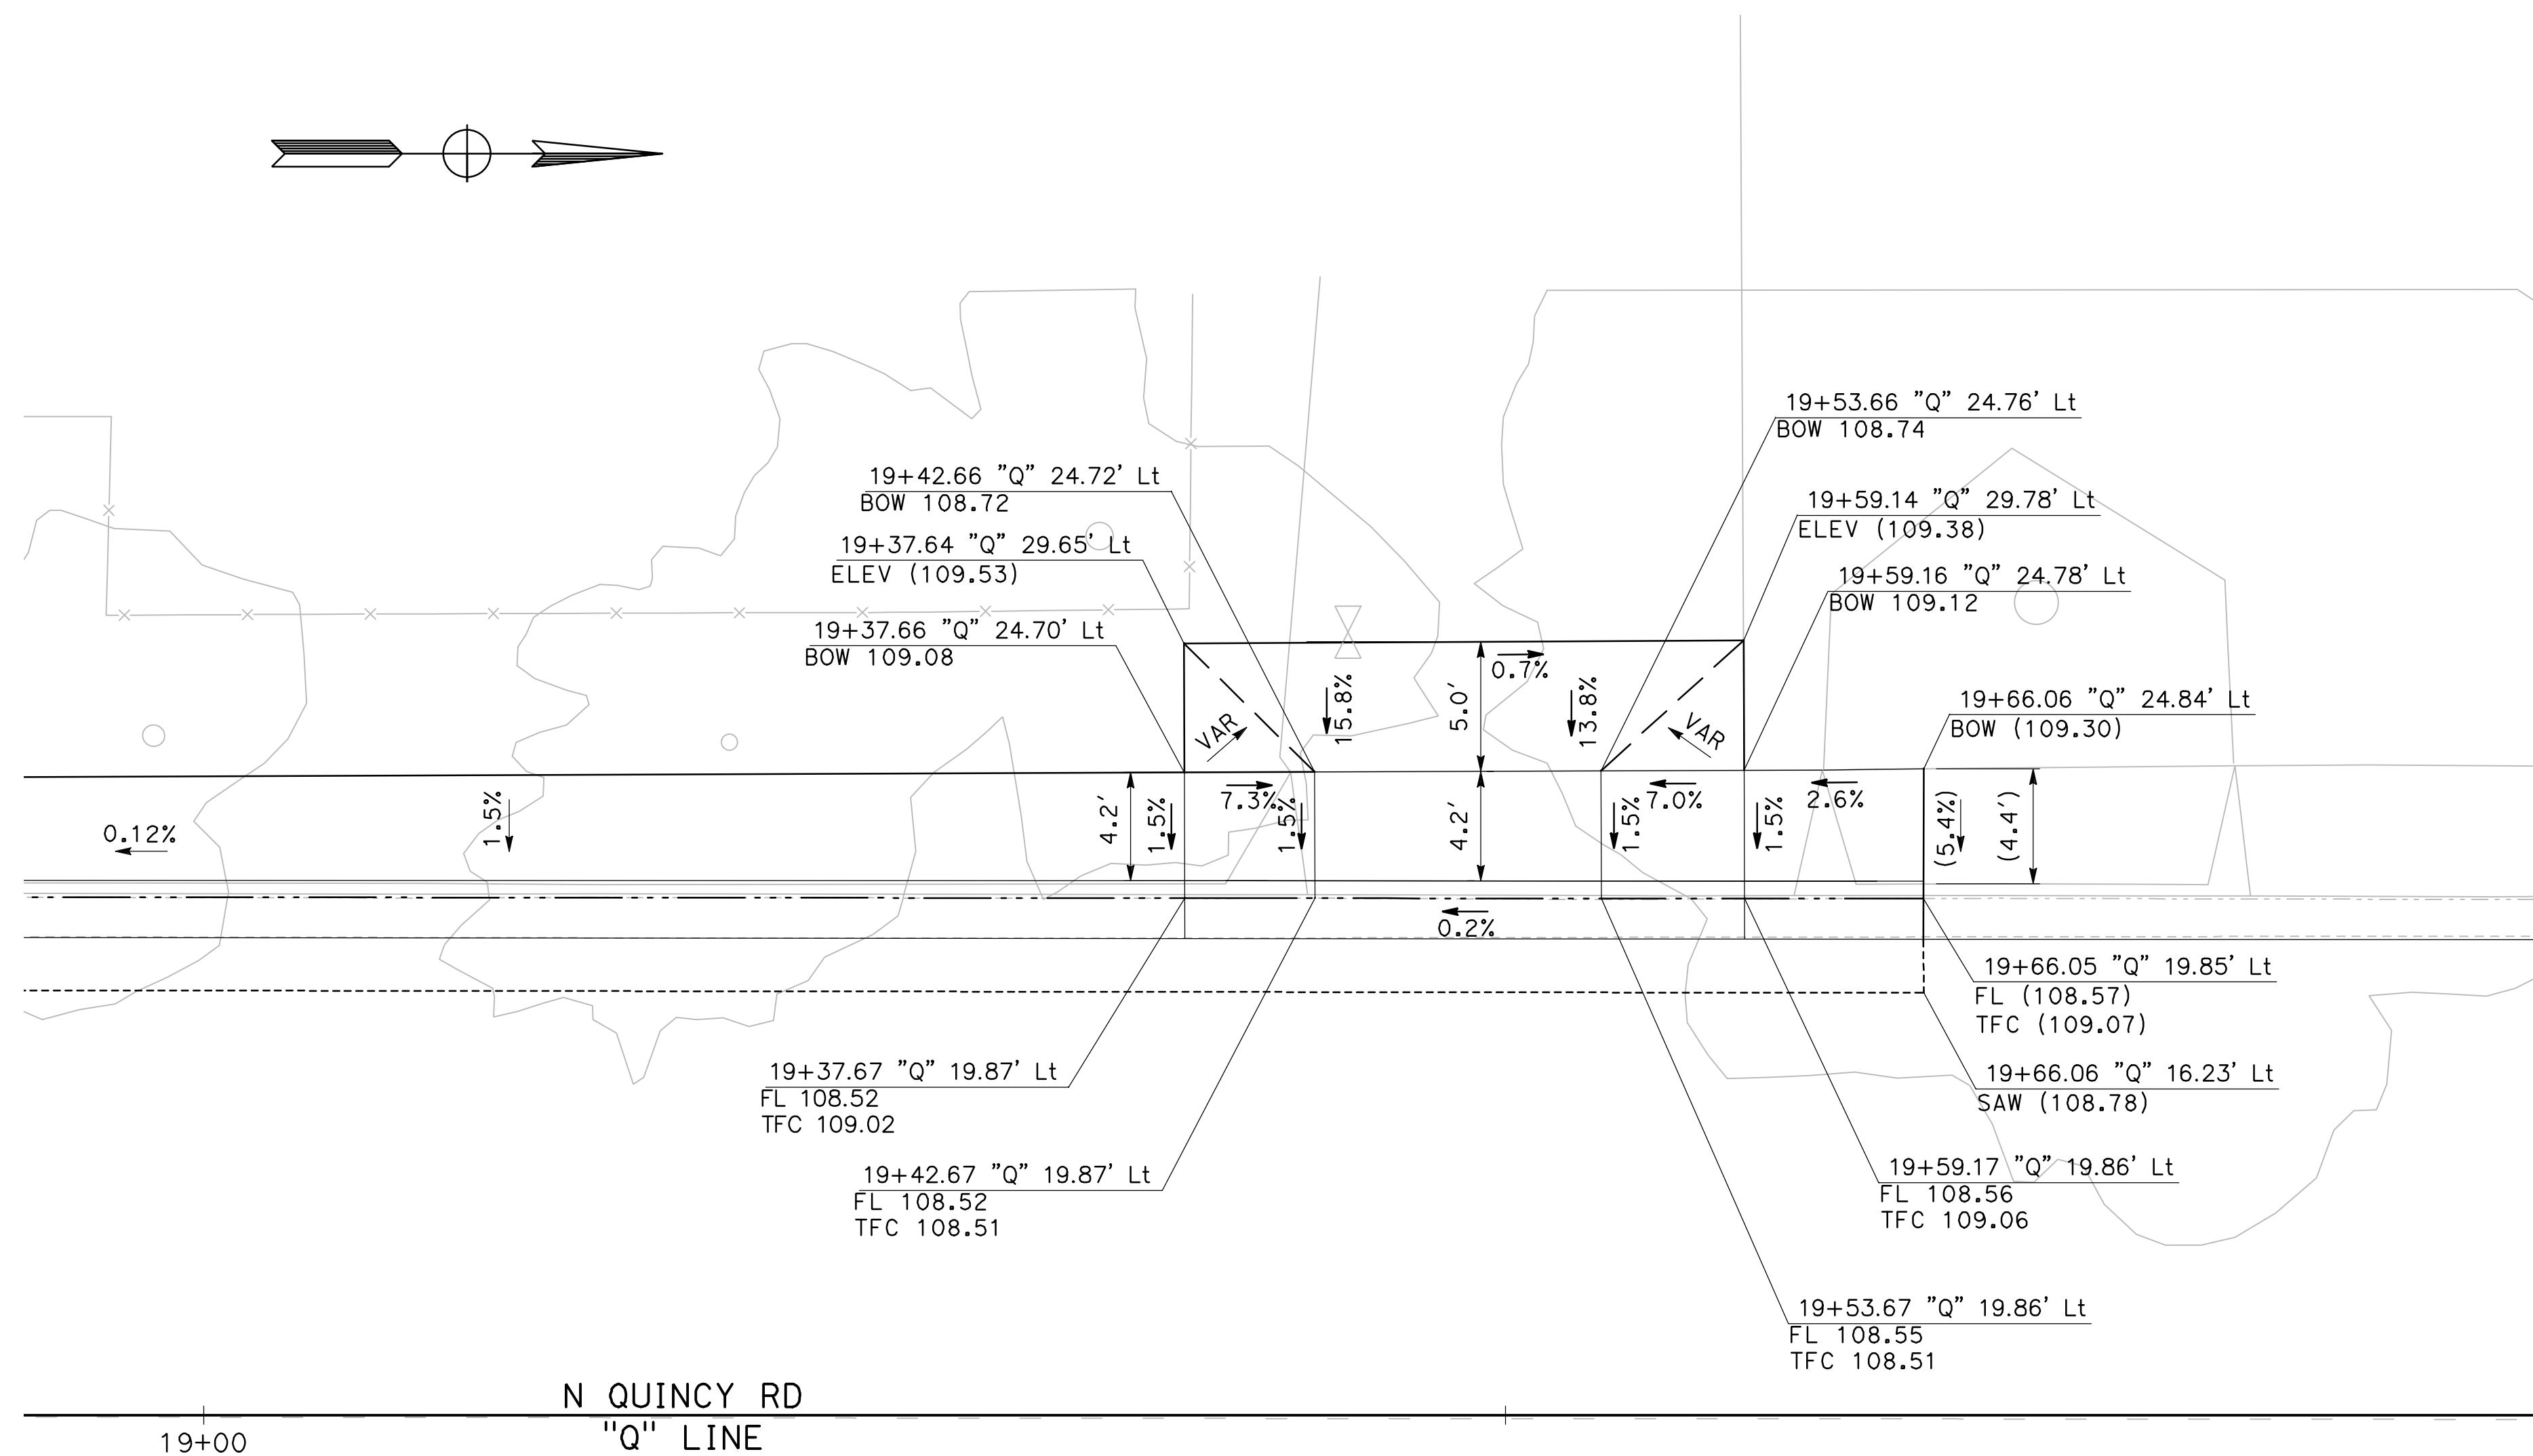 19+53.66 "Q" 24.76' Lt
BOW 108.74
19+42.66 "Q" 24.72' Lt
BOW 108.72
19+59.14 "Q" 29.78' Lt
ELEV (109.38)
19+37.64 "Q" 29.65' Lt
ELEV (109.53)
19+59.16 "Q" 24.78' Lt
BOW 109.12
19+37.66 "Q" 24.70' Lt
BOW 109.08
0.7%
19+66.06 "Q" 24.84' Lt
BOW (109.30)
VAR
15.8%
5.0'
13.8%
VAR
0.12%
1.5%
4.2'
1.5%
7.3%
1.5%
4.2'
1.5%
7.0%
1.5%
2.6%
(5.4%)
(4.4')
0.2%
19+66.05 "Q" 19.85' Lt
FL (108.57)
TFC (109.07)
19+37.67 "Q" 19.87' Lt
FL 108.52
TFC 109.02
19+66.06 "Q" 16.23' Lt
SAW (108.78)
19+42.67 "Q" 19.87' Lt
FL 108.52
TFC 108.51
19+59.17 "Q" 19.86' Lt
FL 108.56
TFC 109.06
19+53.67 "Q" 19.86' Lt
FL 108.55
TFC 108.51
N QUINCY RD
"Q" LINE
19+00